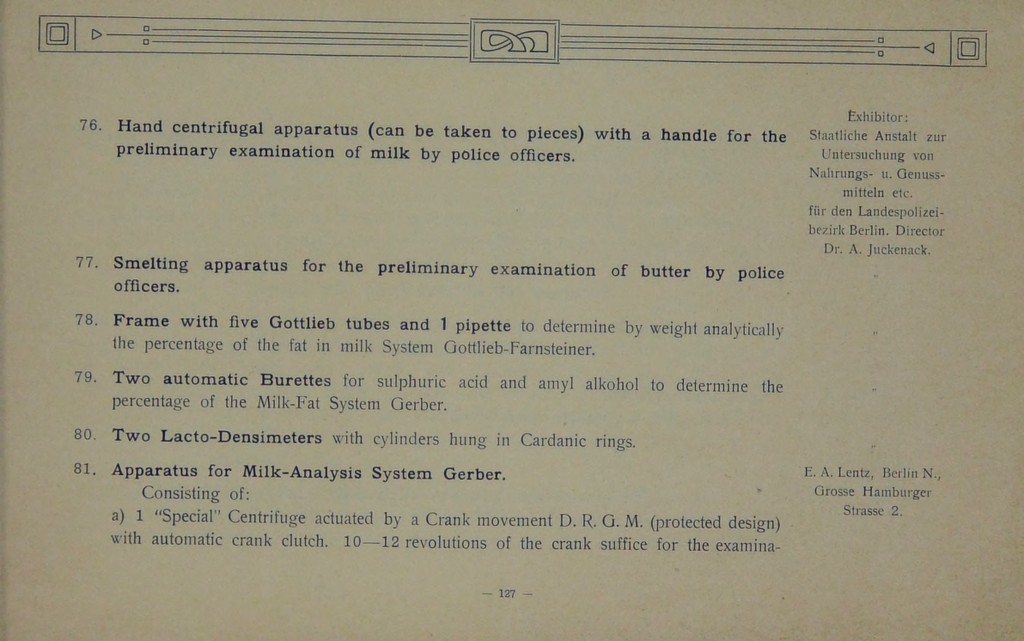 76. Hand centrifugal apparatus (can be taken to pieces) with a handle for the
preliminary examination of milk by police officers.
Exhibitor:
Staatliche Anstalt zur
Untersuchung von
Nahrungs- u. Genuss-
mitteln etc.
für den Landespolizei-
bezirk Berlin. Director
Dr. A. Juckenack.
77. Smelting apparatus for the preliminary examination of butter by police
officers.
"
78. Frame with five Gottlieb tubes and 1 pipette to determine by weight analytically
the percentage of the fat in milk System Gottlieb-Farnsteiner.
"
79. Two automatic Burettes for sulphuric acid and amyl alkohol to determine the
percentage of the Milk-Fat System Gerber.
"
80. Two Lacto-Densimeters with cylinders hung in Cardanic rings.
"
81. Apparatus for Milk-Analysis System Gerber.
Consisting of:
a) 1 "Special" Centrifuge actuated by a Crank movement D. R. G. M. (protected design)
with automatic crank clutch. 10—12 revolutions of the crank suffice for the examina-
E. A. Lentz, Berlin N.,
Grosse Hamburger
Strasse 2.
— 127 —